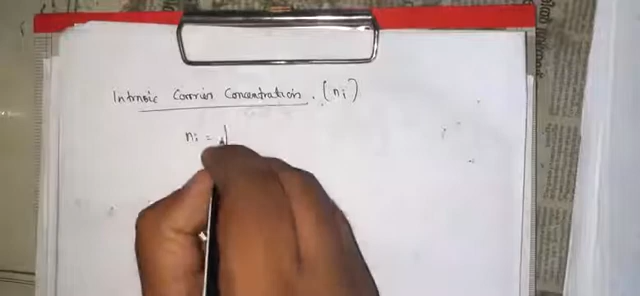 Intrinsic Carrier Concentration. (ni)
ni =